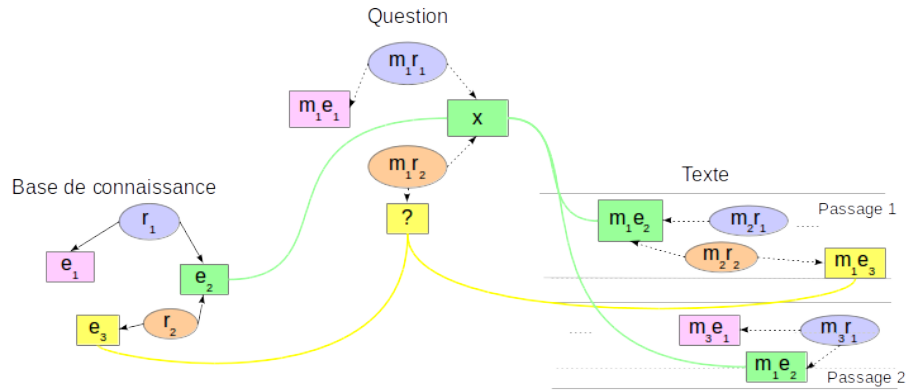 Question
m₁r₁
m₁e₁
x
m₁r₂
?
Base de connaissance
r₁
e₁
e₂
e₃
r₂
Texte
Passage 1
m₁e₂
m₂r₁
.....
m₂r₂
m₁e₃
.....
m₃e₁
m₃r₁
m₁e₂
Passage 2